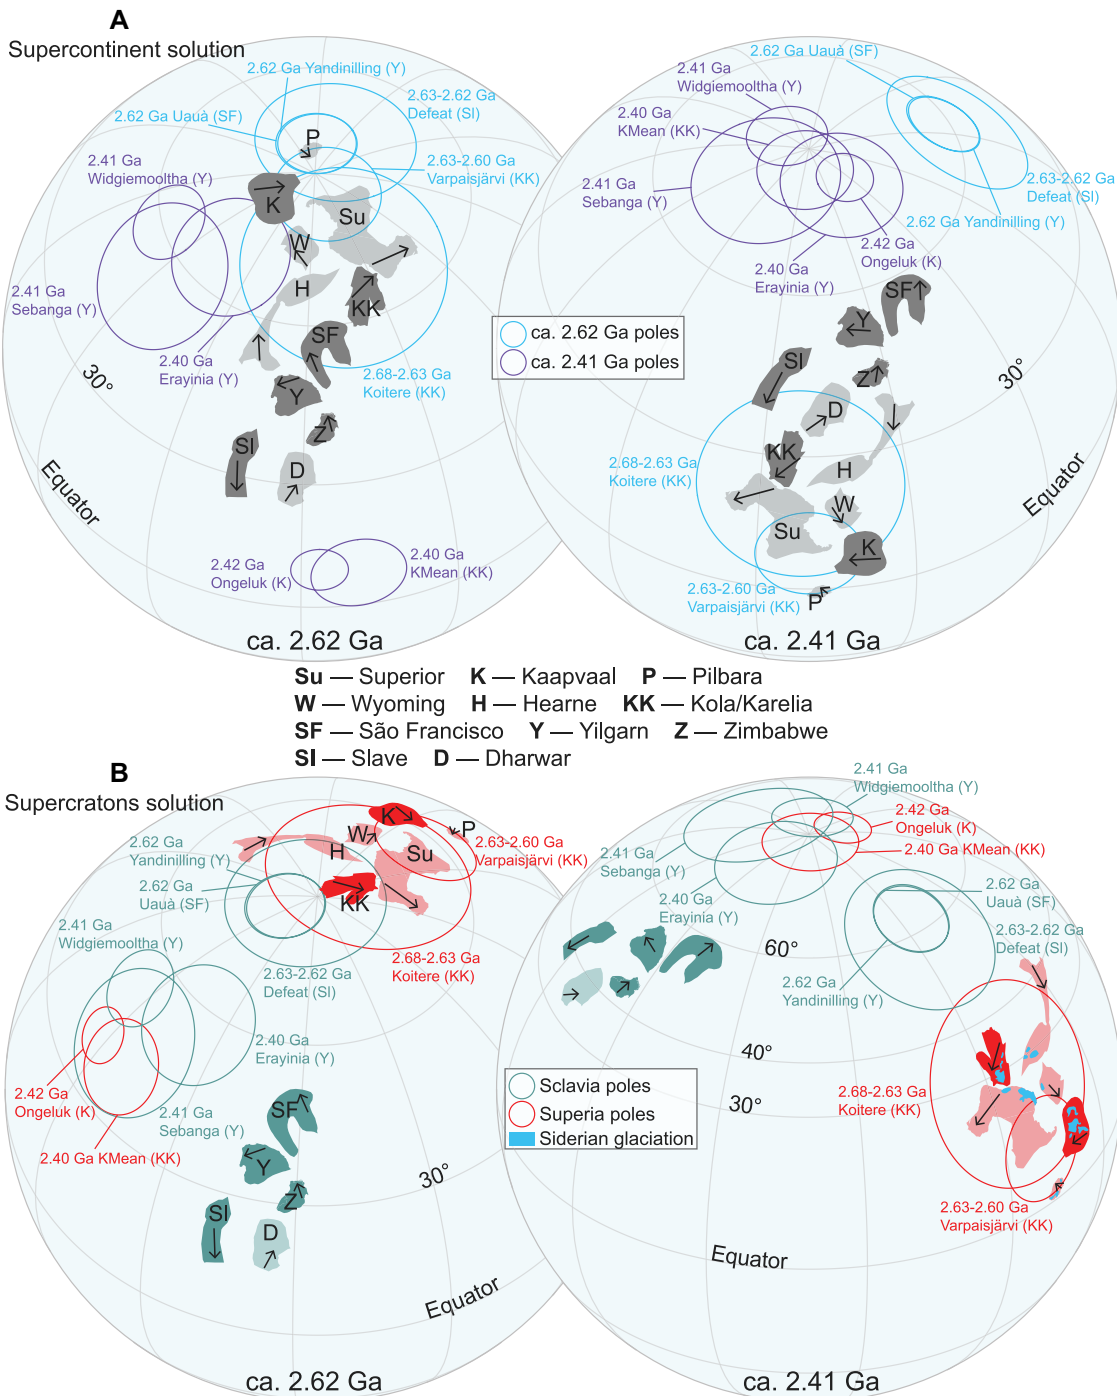 A
Supercontinent solution
2.62 Ga Yandinilling (Y)
2.62 Ga Uauà (SF)
2.63-2.62 Ga
Defeat (Sl)
2.63-2.60 Ga
Varpaisjärvi (KK)
2.41 Ga
Widgiemooltha (Y)
2.41 Ga
Sebanga (Y)
2.40 Ga
Erayinia (Y)
2.68-2.63 Ga
Koitere (KK)
P
K
Su
W
H
KK
SF
Y
Z
Sl
D
30°
Equator
2.42 Ga
Ongeluk (K)
2.40 Ga
KMean (KK)
ca. 2.62 Ga
ca. 2.62 Ga poles
ca. 2.41 Ga poles
2.62 Ga Uauà (SF)
2.41 Ga
Widgiemooltha (Y)
2.40 Ga
KMean (KK)
2.41 Ga
Sebanga (Y)
2.63-2.62 Ga
Defeat (Sl)
2.62 Ga Yandinilling (Y)
2.42 Ga
Ongeluk (K)
2.40 Ga
Erayinia (Y)
SF
Y
Sl
Z
D
KK
H
W
Su
K
P
30°
Equator
2.68-2.63 Ga
Koitere (KK)
2.63-2.60 Ga
Varpaisjärvi (KK)
ca. 2.41 Ga
Su — Superior K — Kaapvaal P — Pilbara
W — Wyoming H — Hearne KK — Kola/Karelia
SF — São Francisco Y — Yilgarn Z — Zimbabwe
Sl — Slave D — Dharwar
B
Supercratons solution
2.62 Ga
Yandinilling (Y)
2.62 Ga
Uauà (SF)
2.41 Ga
Widgiemooltha (Y)
K
P
W
H
Su
KK
2.63-2.60 Ga
Varpaisjärvi (KK)
2.68-2.63 Ga
Koitere (KK)
2.63-2.62 Ga
Defeat (Sl)
2.40 Ga
Erayinia (Y)
2.42 Ga
Ongeluk (K)
2.41 Ga
Sebanga (Y)
2.40 Ga KMean (KK)
SF
Y
Z
Sl
D
30°
Equator
ca. 2.62 Ga
Sclavia poles
Superia poles
Siderian glaciation
2.41 Ga
Widgiemooltha (Y)
2.42 Ga
Ongeluk (K)
2.40 Ga KMean (KK)
2.41 Ga
Sebanga (Y)
2.40 Ga
Erayinia (Y)
2.62 Ga
Uauà (SF)
2.63-2.62 Ga
Defeat (Sl)
2.62 Ga
Yandinilling (Y)
60°
40°
30°
2.68-2.63 Ga
Koitere (KK)
2.63-2.60 Ga
Varpaisjärvi (KK)
Equator
ca. 2.41 Ga